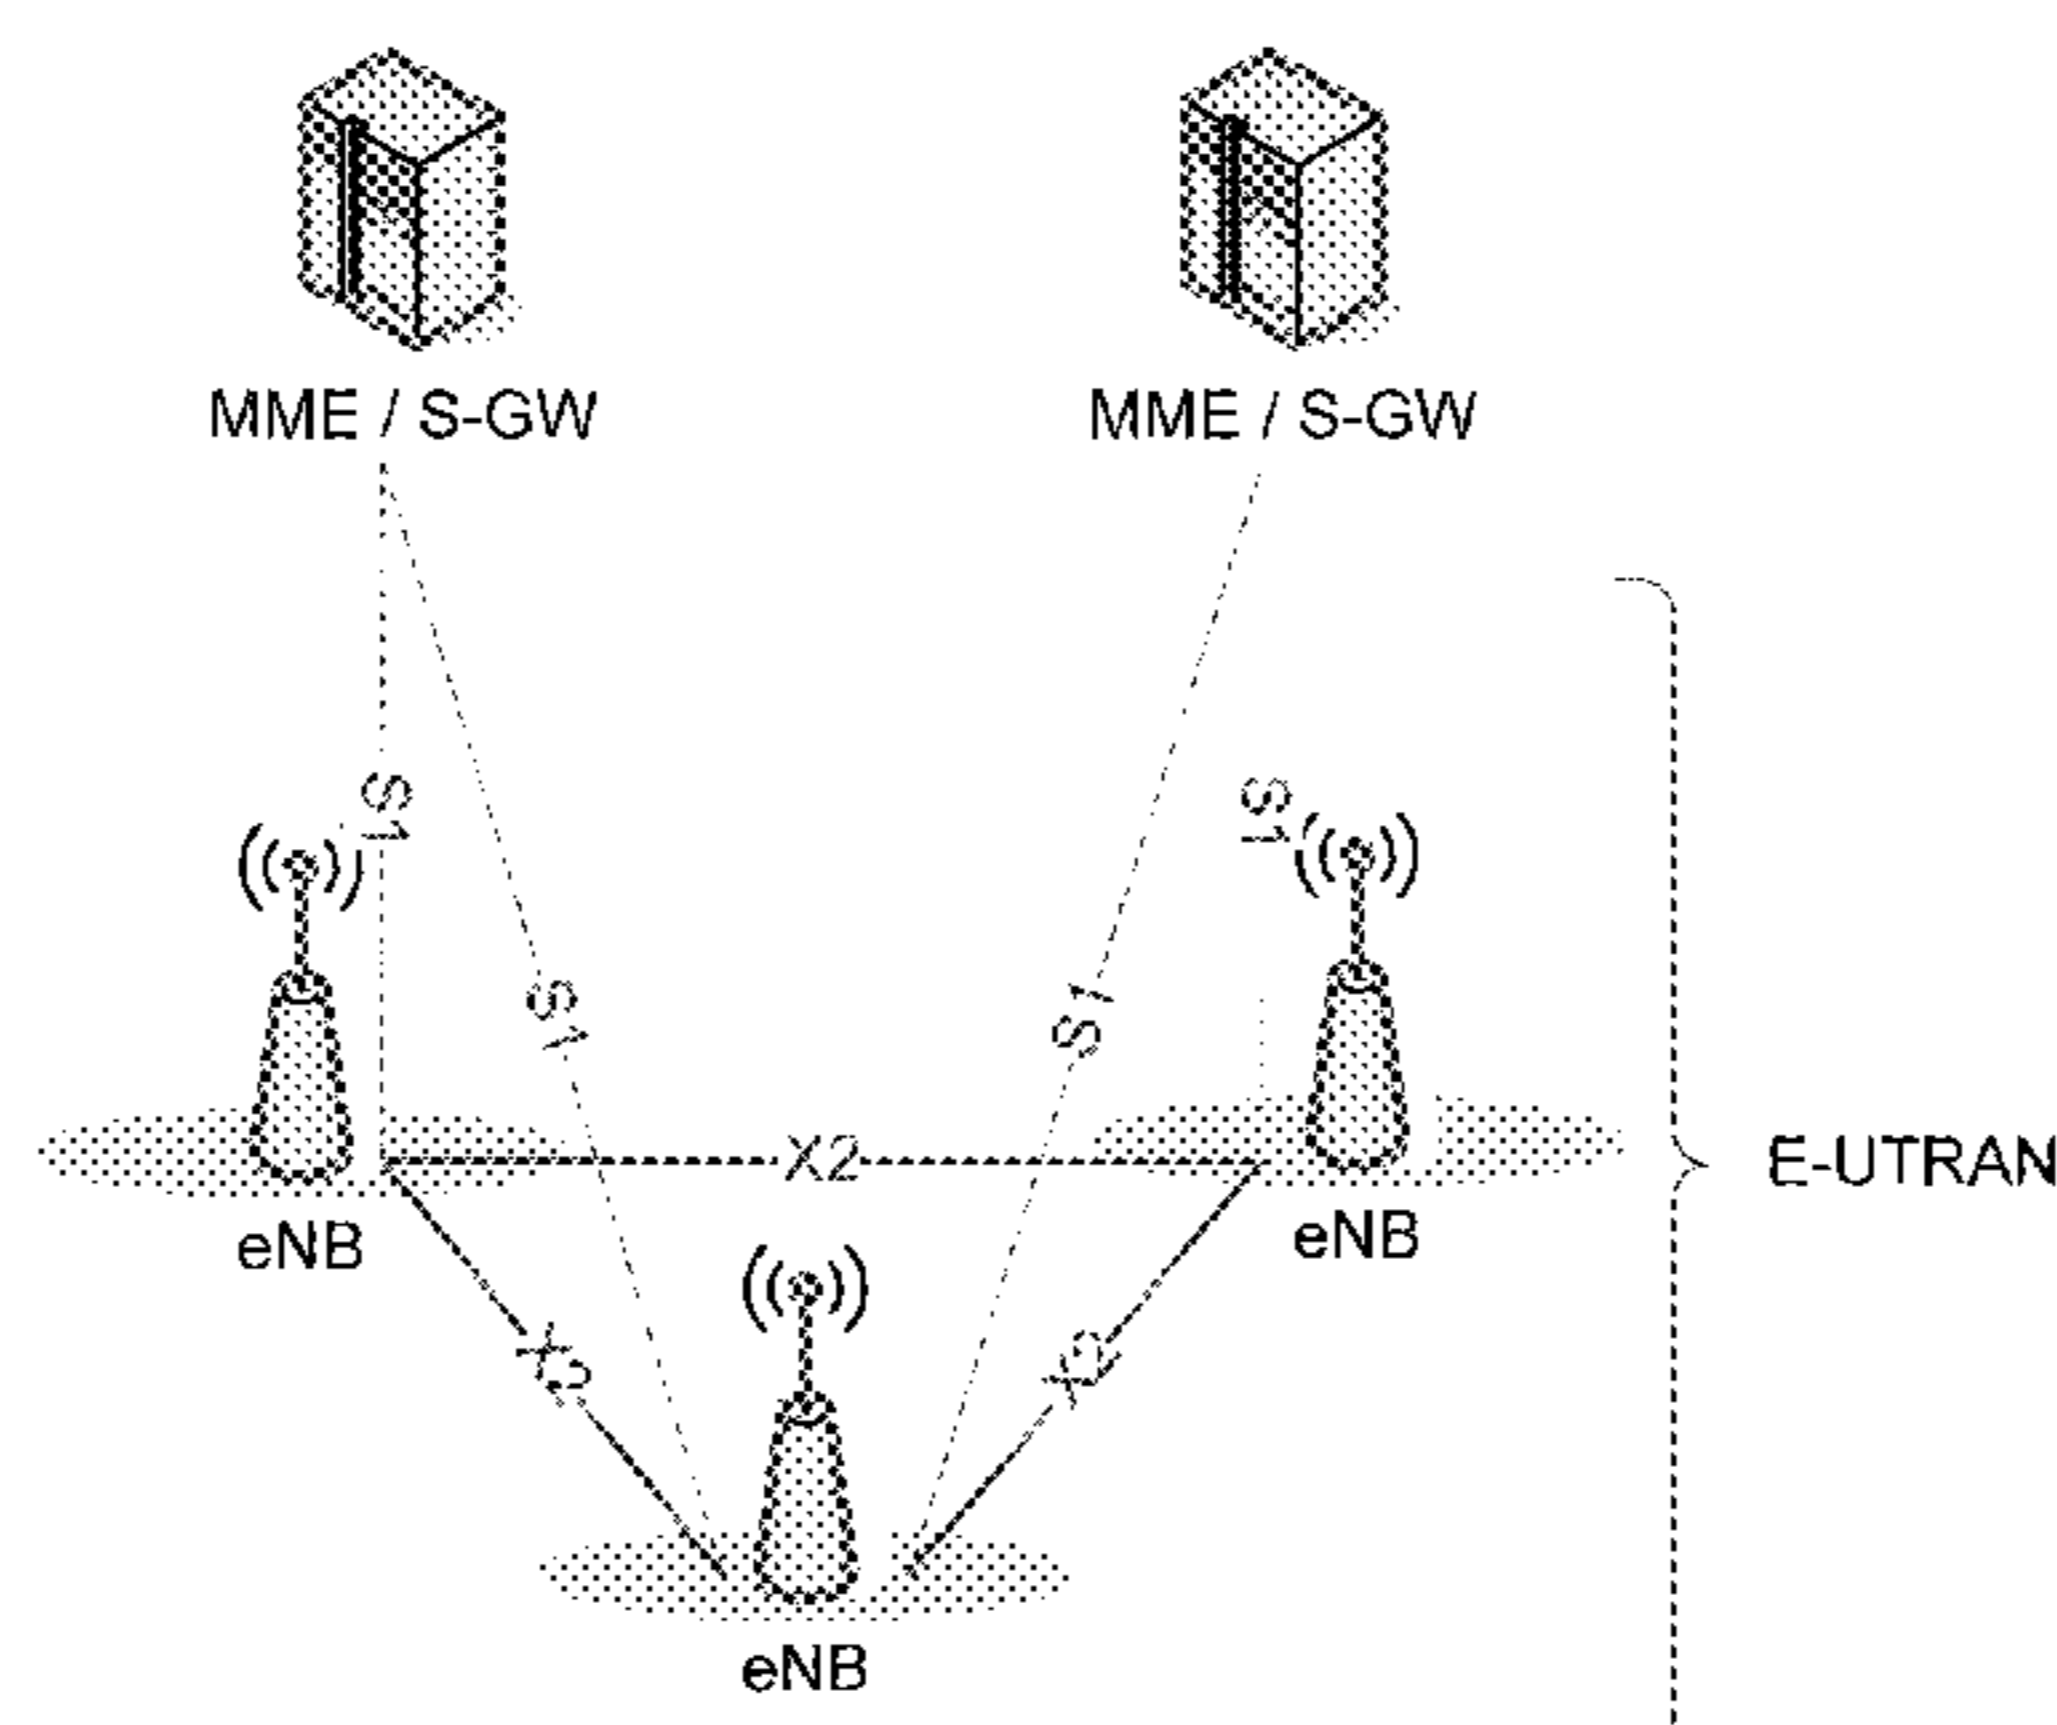 MME / S-GW
MME / S-GW
S1
S1
S1
S1
X2
E-UTRAN
eNB
eNB
X2
X2
eNB